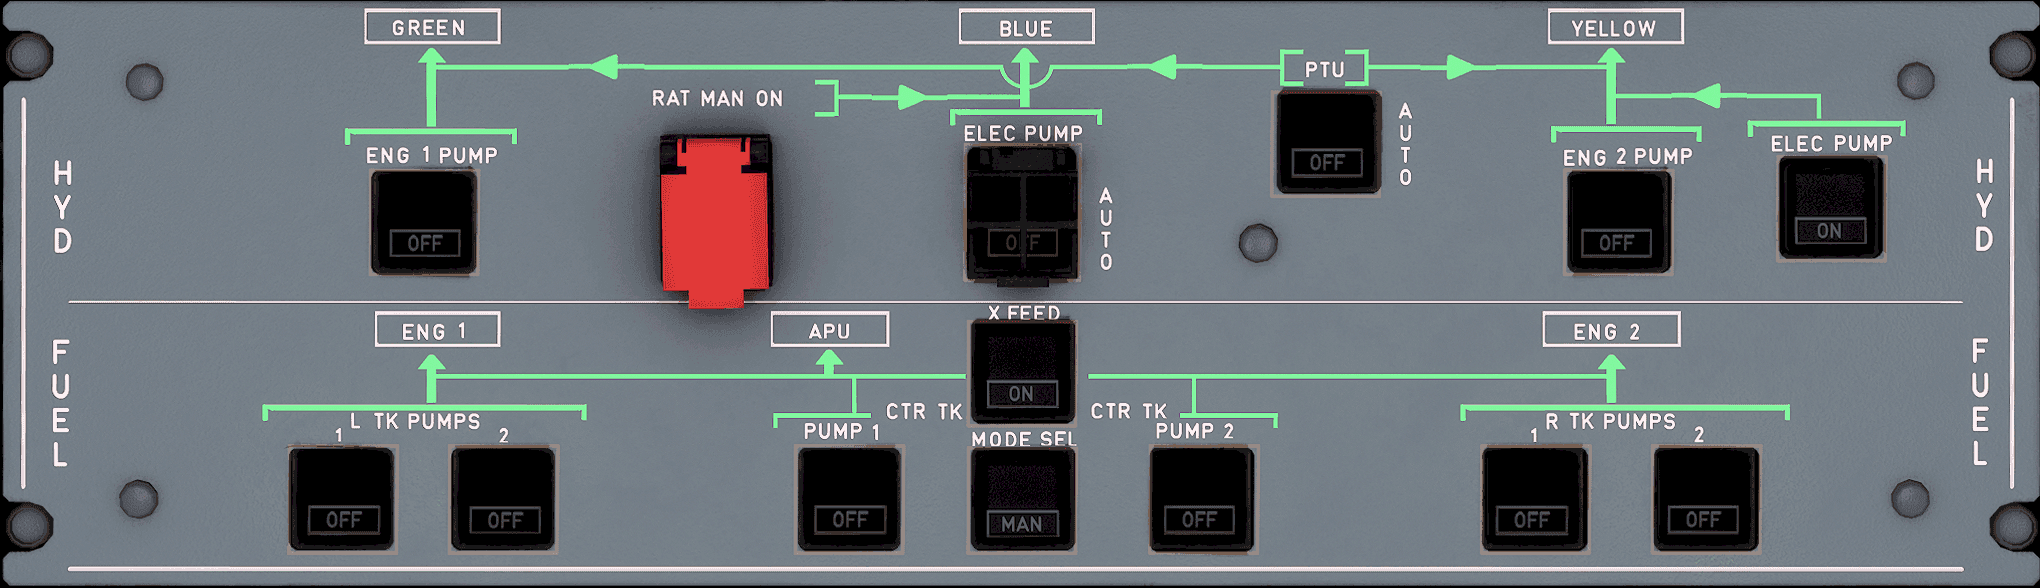 GREEN
BLUE
YELLOW
PTU
RAT MAN ON
AUTO
ELEC PUMP
ELEC PUMP
ENG 1 PUMP
ENG 2 PUMP
OFF
HYD
HYD
AUTO
ON
OFF
OFF
OFF
X FEED
ENG 1
APU
ENG 2
FUEL
FUEL
ON
CTR TK
CTR TK
L TK PUMPS
R TK PUMPS
1
2
PUMP 1
MODE SEL
PUMP 2
1
2
OFF
OFF
OFF
MAN
OFF
OFF
OFF